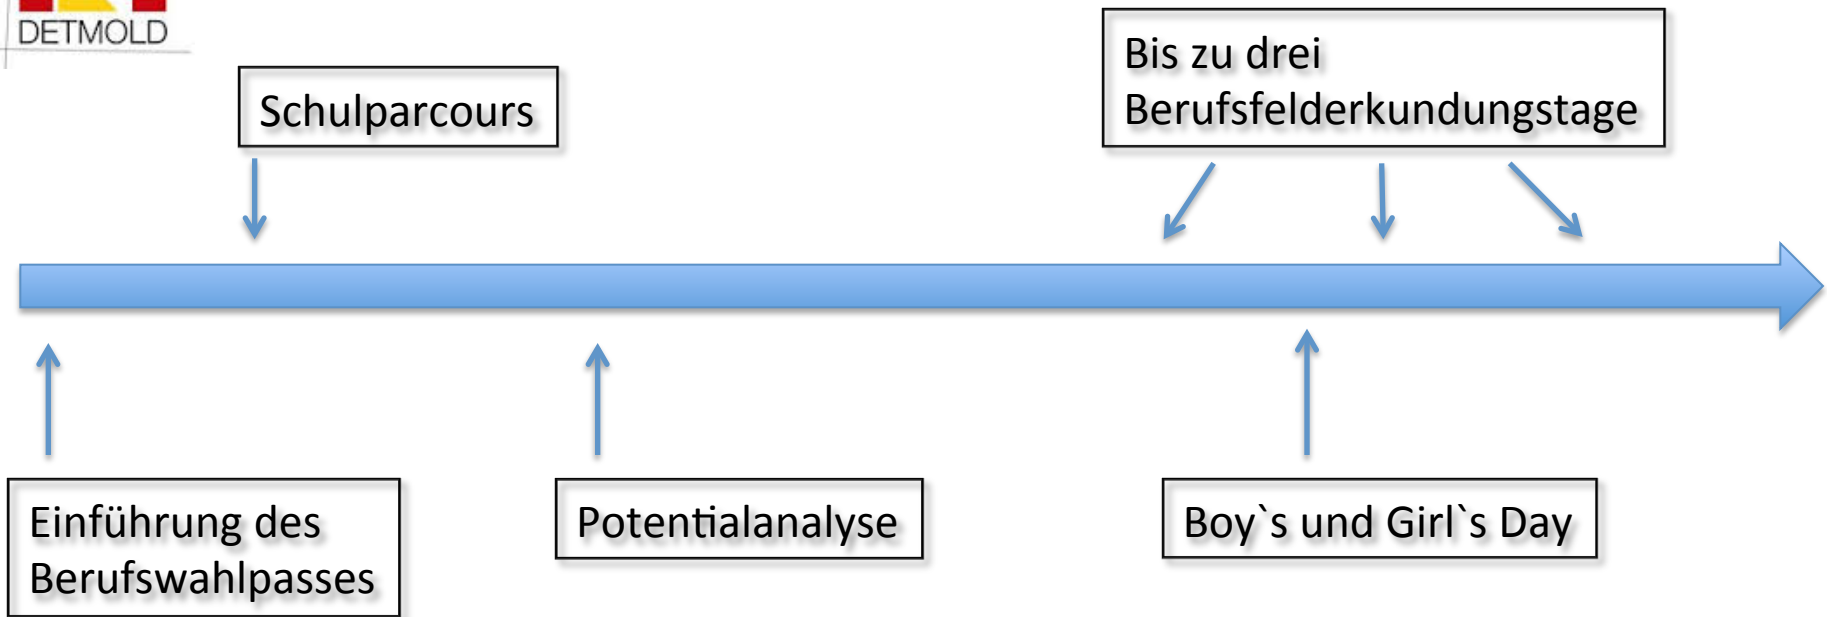 DETMOLD
Schulparcours
Bis zu drei
Berufsfelderkundungstage
Einführung des
Berufswahlpasses
Potentialanalyse
Boy`s und Girl`s Day